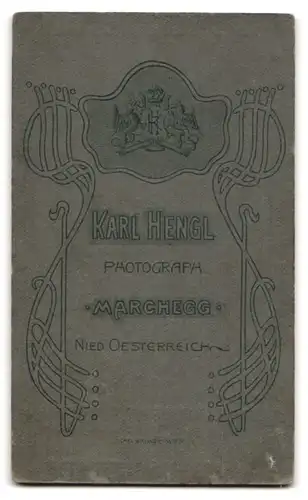 K
KARL HENGL
PHOTOGRAPH
·MARCHEGG·
NIED OESTERREICH